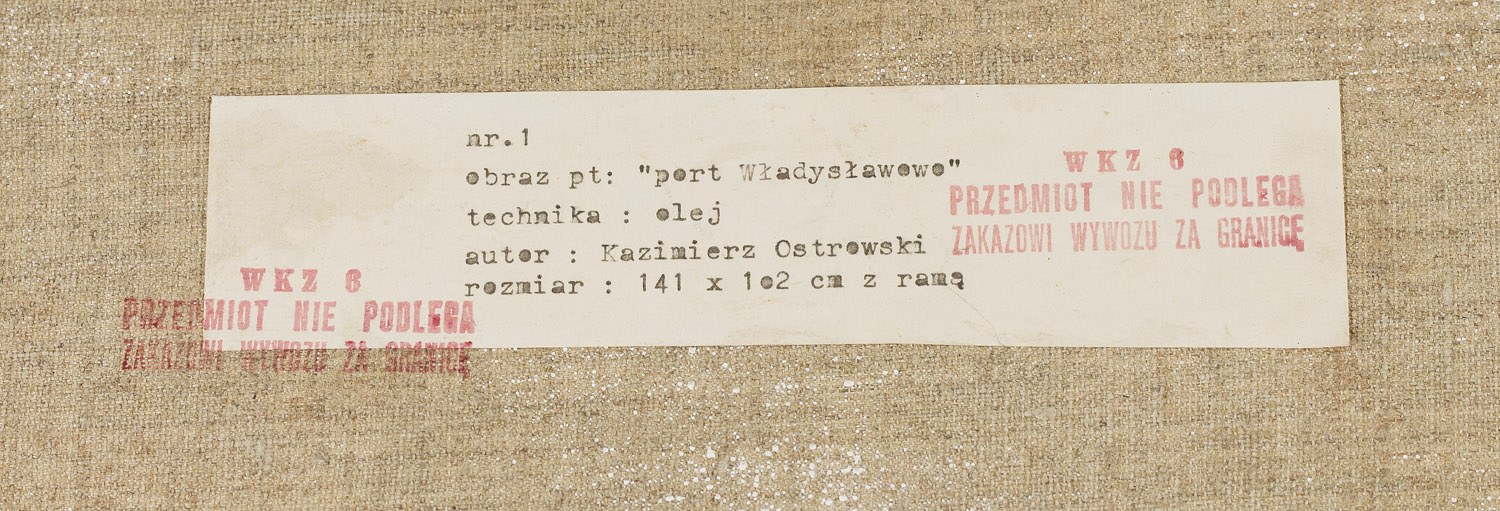 nr.1
obraz pt: "port Władysławowo"
technika : olej
autor : Kazimierz Ostrowski
rozmiar : 141 x 102 cm z ramą
WKZ 6
PRZEDMIOT NIE PODLEGA
ZAKAZOWI WYWOZU ZA GRANICĘ
WKZ 6
PRZEDMIOT NIE PODLEGA
ZAKAZOWI WYWOZU ZA GRANICĘ